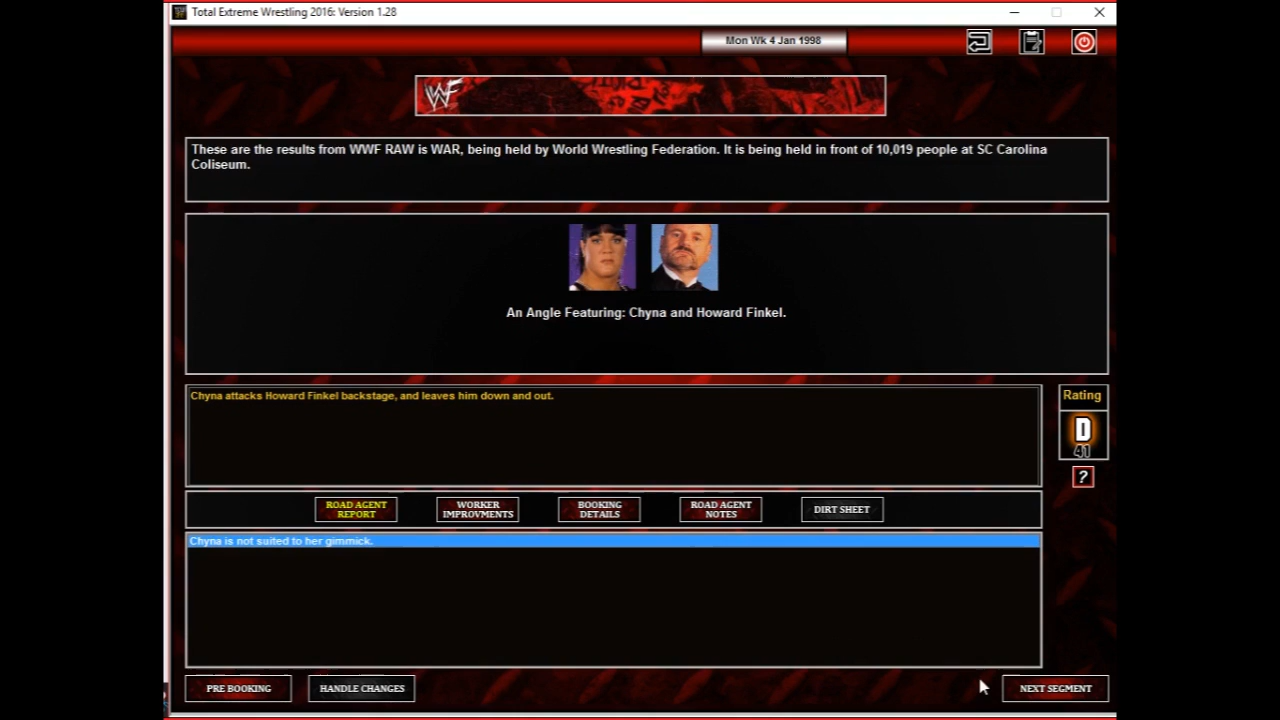 Total Extreme Wrestling 2016: Version 1.28
Mon Wk 4 Jan 1998
WF
These are the results from WWF RAW is WAR, being held by World Wrestling Federation. It is being held in front of 10,019 people at SC Carolina
Coliseum.
An Angle Featuring: Chyna and Howard Finkel.
Chyna attacks Howard Finkel backstage, and leaves him down and out.
Rating
D
41
?
ROAD AGENT
REPORT
WORKER
IMPROVMENTS
BOOKING
DETAILS
ROAD AGENT
NOTES
DIRT SHEET
Chyna is not suited to her gimmick.
PRE BOOKING
HANDLE CHANGES
NEXT SEGMENT